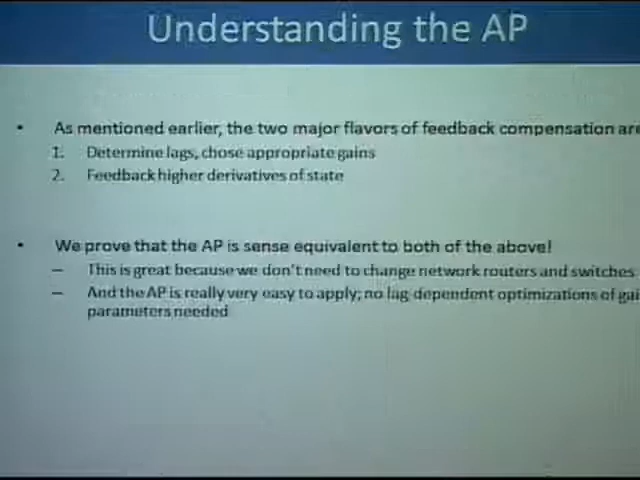 Understanding the AP
• As mentioned earlier, the two major flavors of feedback compensation are
1. Determine lags, chose appropriate gains
2. Feedback higher derivatives of state
• We prove that the AP is sense equivalent to both of the above!
– This is great because we don't need to change network routers and switches
– And the AP is really very easy to apply; no lag-dependent optimizations of gai
parameters needed